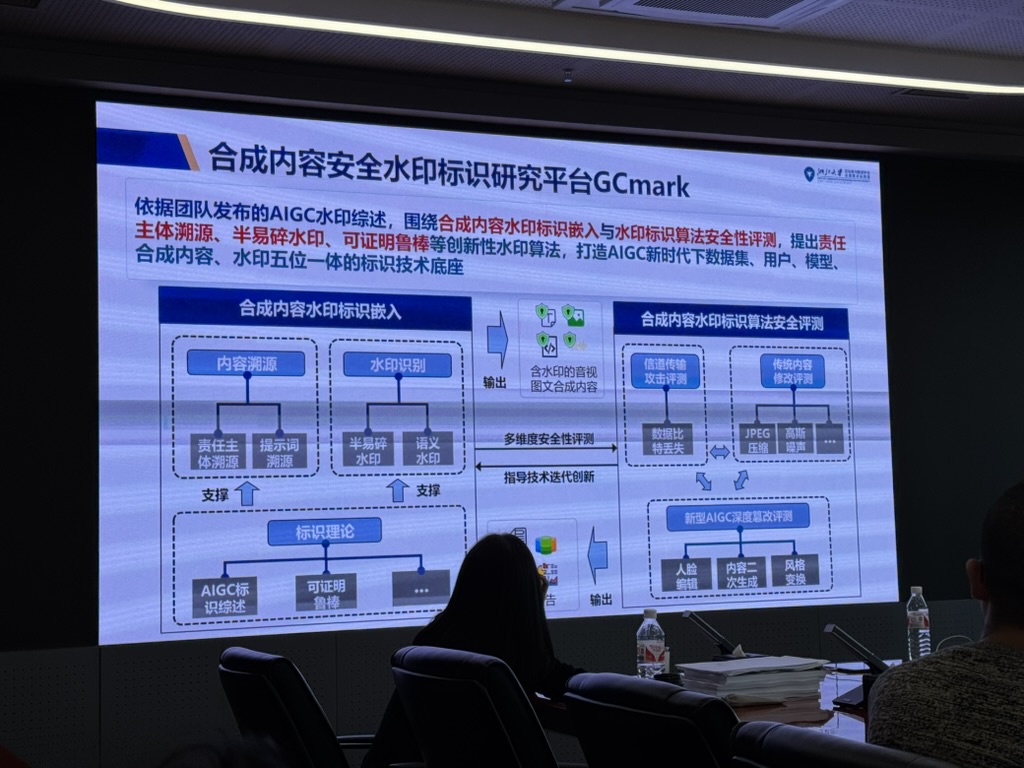 合成内容安全水印标识研究平台GCmark
浙江大学
依据团队发布的AIGC水印综述，围绕合成内容水印标识嵌入与水印标识算法安全性评测，提出责任
主体溯源、半易碎水印、可证明鲁棒等创新性水印算法，打造AIGC新时代下数据集、用户、模型、
合成内容、水印五位一体的标识技术底座
合成内容水印标识嵌入
内容溯源
责任主
体溯源
提示词
溯源
水印识别
半易碎
水印
语义
水印
支撑
支撑
标识理论
AIGC标
识综述
可证明
鲁棒
...
输出
含水印的音视
图文合成内容
多维度安全性评测
指导技术迭代创新
告
输出
合成内容水印标识算法安全评测
信道传输
攻击评测
数据比
特丢失
传统内容
修改评测
JPEG
压缩
高斯
噪声
...
新型AIGC深度篡改评测
人脸
编辑
内容二
次生成
风格
变换